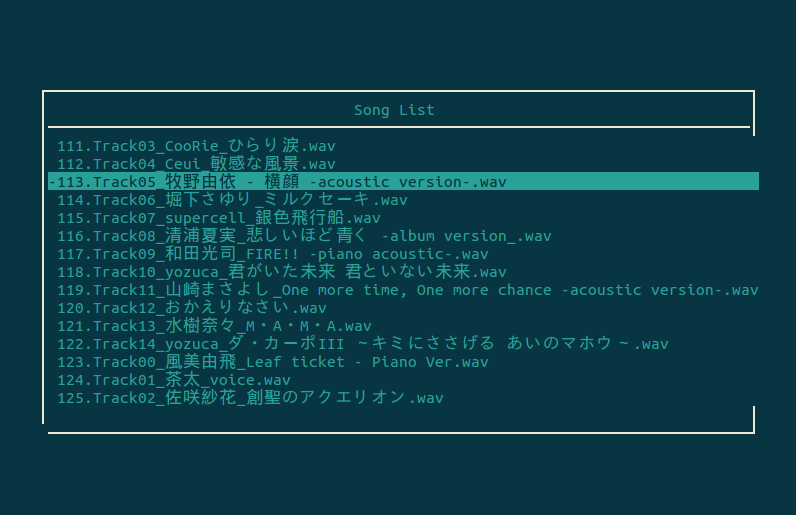 Song List
111.Track03_CooRie_ひらり涙.wav
112.Track04_Ceui_敏感な風景.wav
-113.Track05_牧野由依 - 横顔 -acoustic version-.wav
114.Track06_堀下さゆり_ミルクセーキ.wav
115.Track07_supercell_銀色飛行船.wav
116.Track08_清浦夏実_悲しいほど青く -album version_.wav
117.Track09_和田光司_FIRE!! -piano acoustic-.wav
118.Track10_yozuca_君がいた未来 君といない未来.wav
119.Track11_山崎まさよし_One more time, One more chance -acoustic version-.wav
120.Track12_おかえりなさい.wav
121.Track13_水樹奈々_M・A・M・A.wav
122.Track14_yozuca_ダ・カーポIII ～キミにささげる あいのマホウ～.wav
123.Track00_風美由飛_Leaf ticket - Piano Ver.wav
124.Track01_茶太_voice.wav
125.Track02_佐咲紗花_創聖のアクエリオン.wav